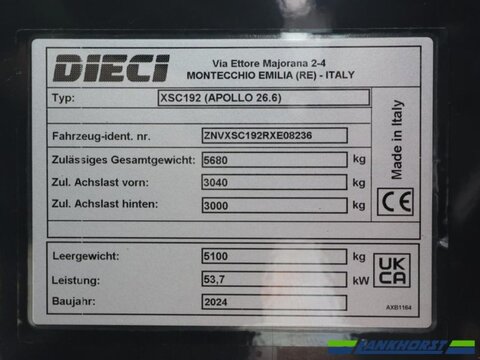 DIECI
Via Ettore Majorana 2-4
MONTECCHIO EMILIA (RE) - ITALY
Typ: XSC192 (APOLLO 26.6)
Fahrzeug-ident. nr. ZNVXSC192RXE08236
Zulässiges Gesamtgewicht: 5680 kg
Zul. Achslast vorn: 3040 kg
Zul. Achslast hinten: 3000 kg
Made in Italy
CE
Leergewicht: 5100 kg
Leistung: 53,7 kW
Baujahr: 2024
UK
CA
AXB1164
LANKHORST